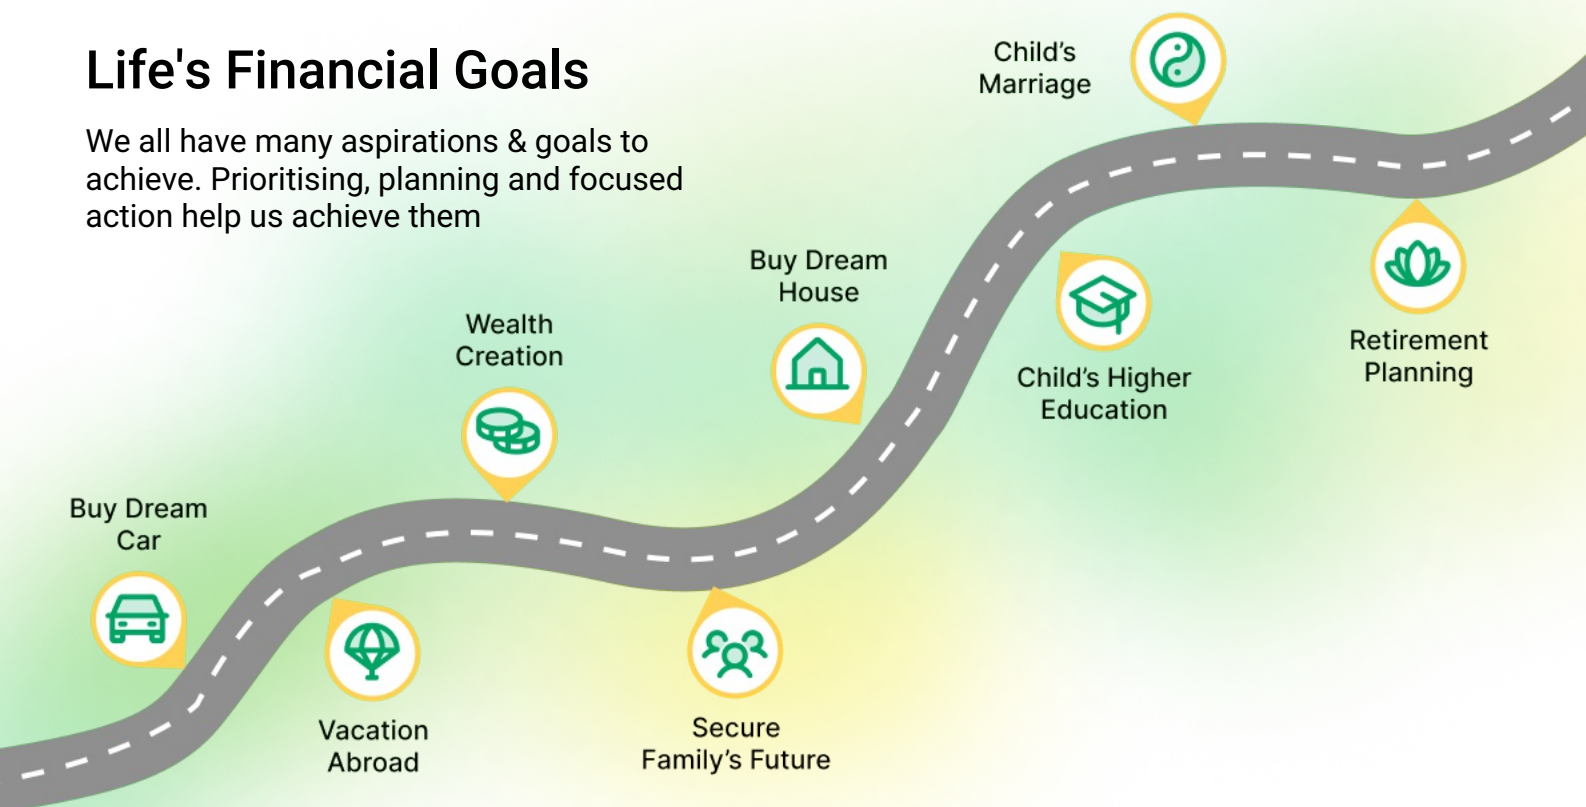 Life's Financial Goals
We all have many aspirations & goals to
achieve. Prioritising, planning and focused
action help us achieve them
Child’s
Marriage
Buy Dream
House
Wealth
Creation
Retirement
Planning
Child’s Higher
Education
Buy Dream
Car
Vacation
Abroad
Secure
Family’s Future